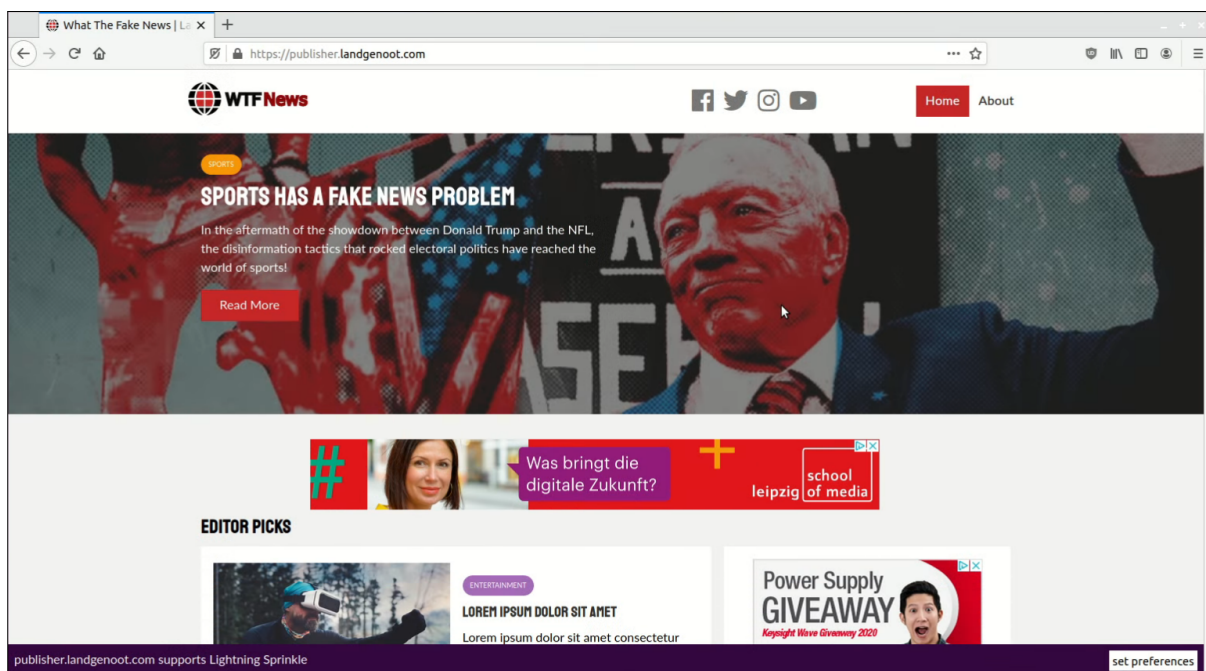 What The Fake News | La
https://publisher.landgenoot.com
WTF News
Home
About
SPORTS
SPORTS HAS A FAKE NEWS PROBLEM
In the aftermath of the showdown between Donald Trump and the NFL,
the disinformation tactics that rocked electoral politics have reached the
world of sports!
Read More
A
A
SER
#
Was bringt die
digitale Zukunft?
+
school
leipzig of media
EDITOR PICKS
ENTERTAINMENT
LOREM IPSUM DOLOR SIT AMET
Lorem ipsum dolor sit amet consectetur
Power Supply
GIVEAWAY
Keysight Wave Giveaway 2020
publisher.landgenoot.com supports Lightning Sprinkle
set preferences